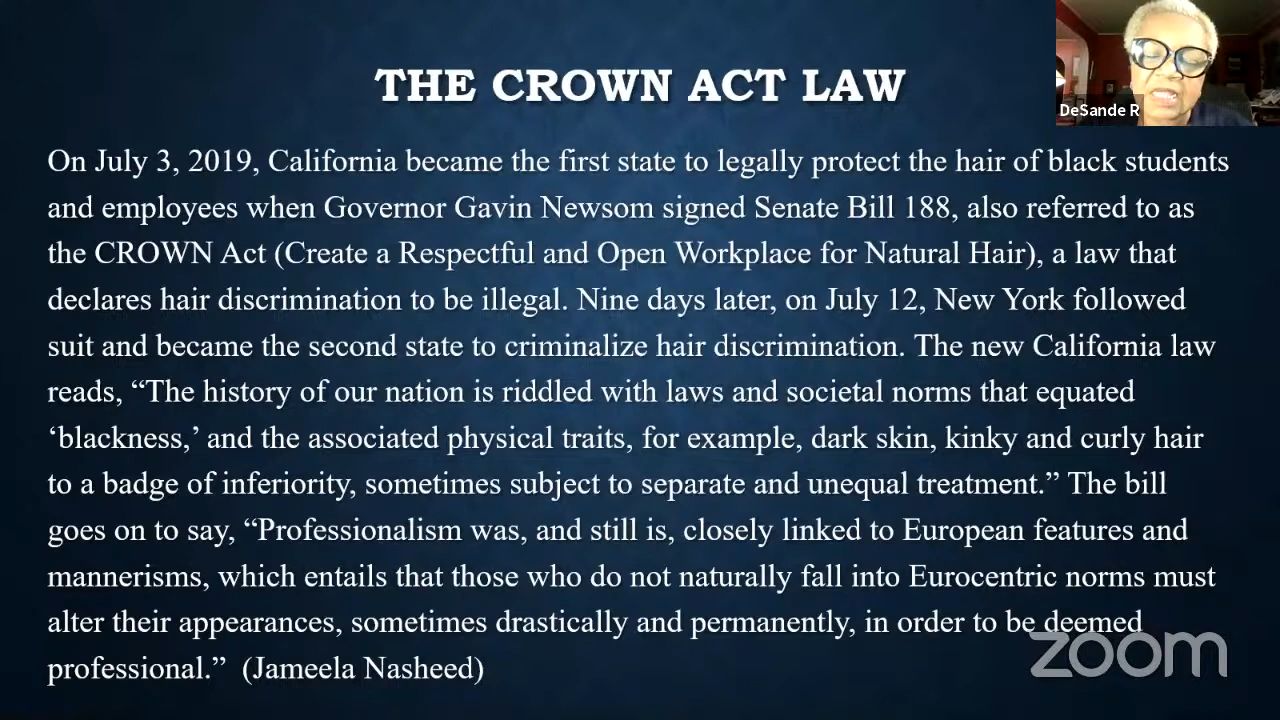 THE CROWN ACT LAW
DeSande R
On July 3, 2019, California became the first state to legally protect the hair of black students
and employees when Governor Gavin Newsom signed Senate Bill 188, also referred to as
the CROWN Act (Create a Respectful and Open Workplace for Natural Hair), a law that
declares hair discrimination to be illegal. Nine days later, on July 12, New York followed
suit and became the second state to criminalize hair discrimination. The new California law
reads, “The history of our nation is riddled with laws and societal norms that equated
‘blackness,’ and the associated physical traits, for example, dark skin, kinky and curly hair
to a badge of inferiority, sometimes subject to separate and unequal treatment.” The bill
goes on to say, “Professionalism was, and still is, closely linked to European features and
mannerisms, which entails that those who do not naturally fall into Eurocentric norms must
alter their appearances, sometimes drastically and permanently, in order to be deemed
professional.”  (Jameela Nasheed)
zoom